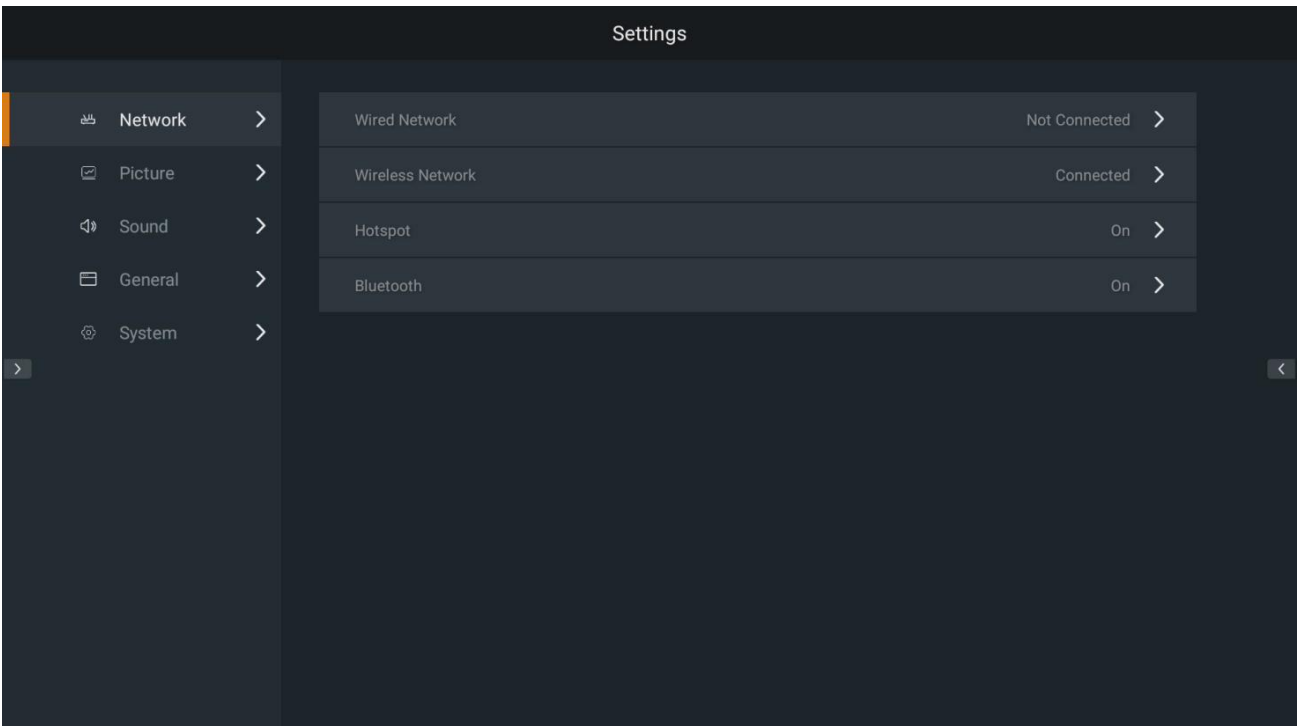 Settings
Network
Picture
Sound
General
System
Wired Network Not Connected
Wireless Network Connected
Hotspot On
Bluetooth On